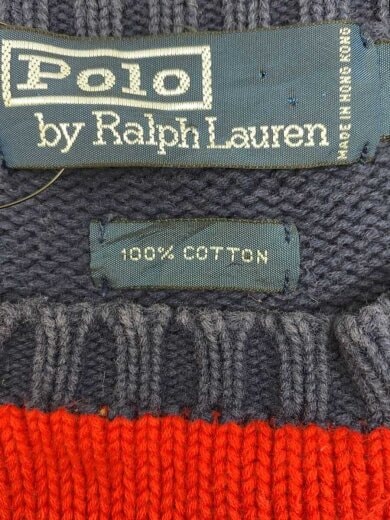 Polo
by Ralph Lauren
MADE IN HONG KONG
100% COTTON